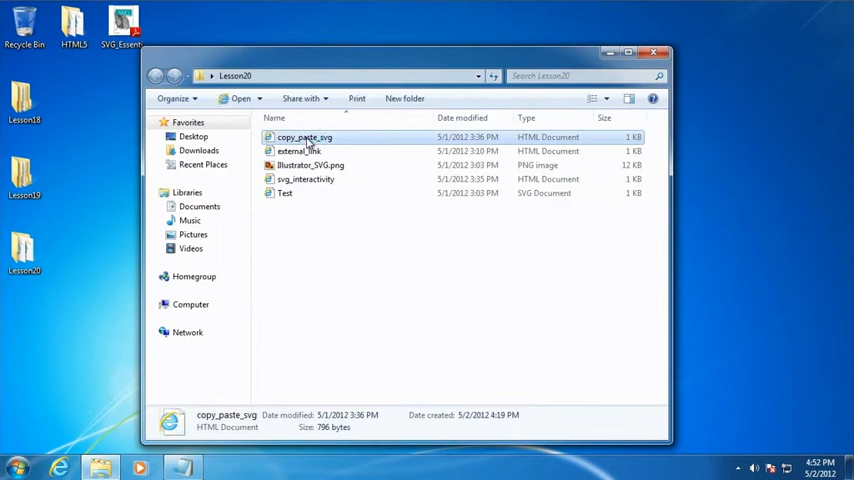 Recycle Bin
HTML5
SVG_Essenti
Lesson18
Lesson19
Lesson20
Lesson20
Search Lesson20
Organize
Open
Share with
Print
New folder
Name
Date modified
Type
Size
Favorites
Desktop
Downloads
Recent Places
Libraries
Documents
Music
Pictures
Videos
Homegroup
Computer
Network
copy_paste_svg 5/1/2012 3:36 PM HTML Document 1 KB
external_link 5/1/2012 3:10 PM HTML Document 1 KB
Illustrator_SVG.png 5/1/2012 3:03 PM PNG image 12 KB
svg_interactivity 5/1/2012 3:35 PM HTML Document 1 KB
Test 5/1/2012 3:03 PM SVG Document 1 KB
copy_paste_svg Date modified: 5/1/2012 3:36 PM Date created: 5/2/2012 4:19 PM
HTML Document Size: 796 bytes
4:52 PM
5/2/2012